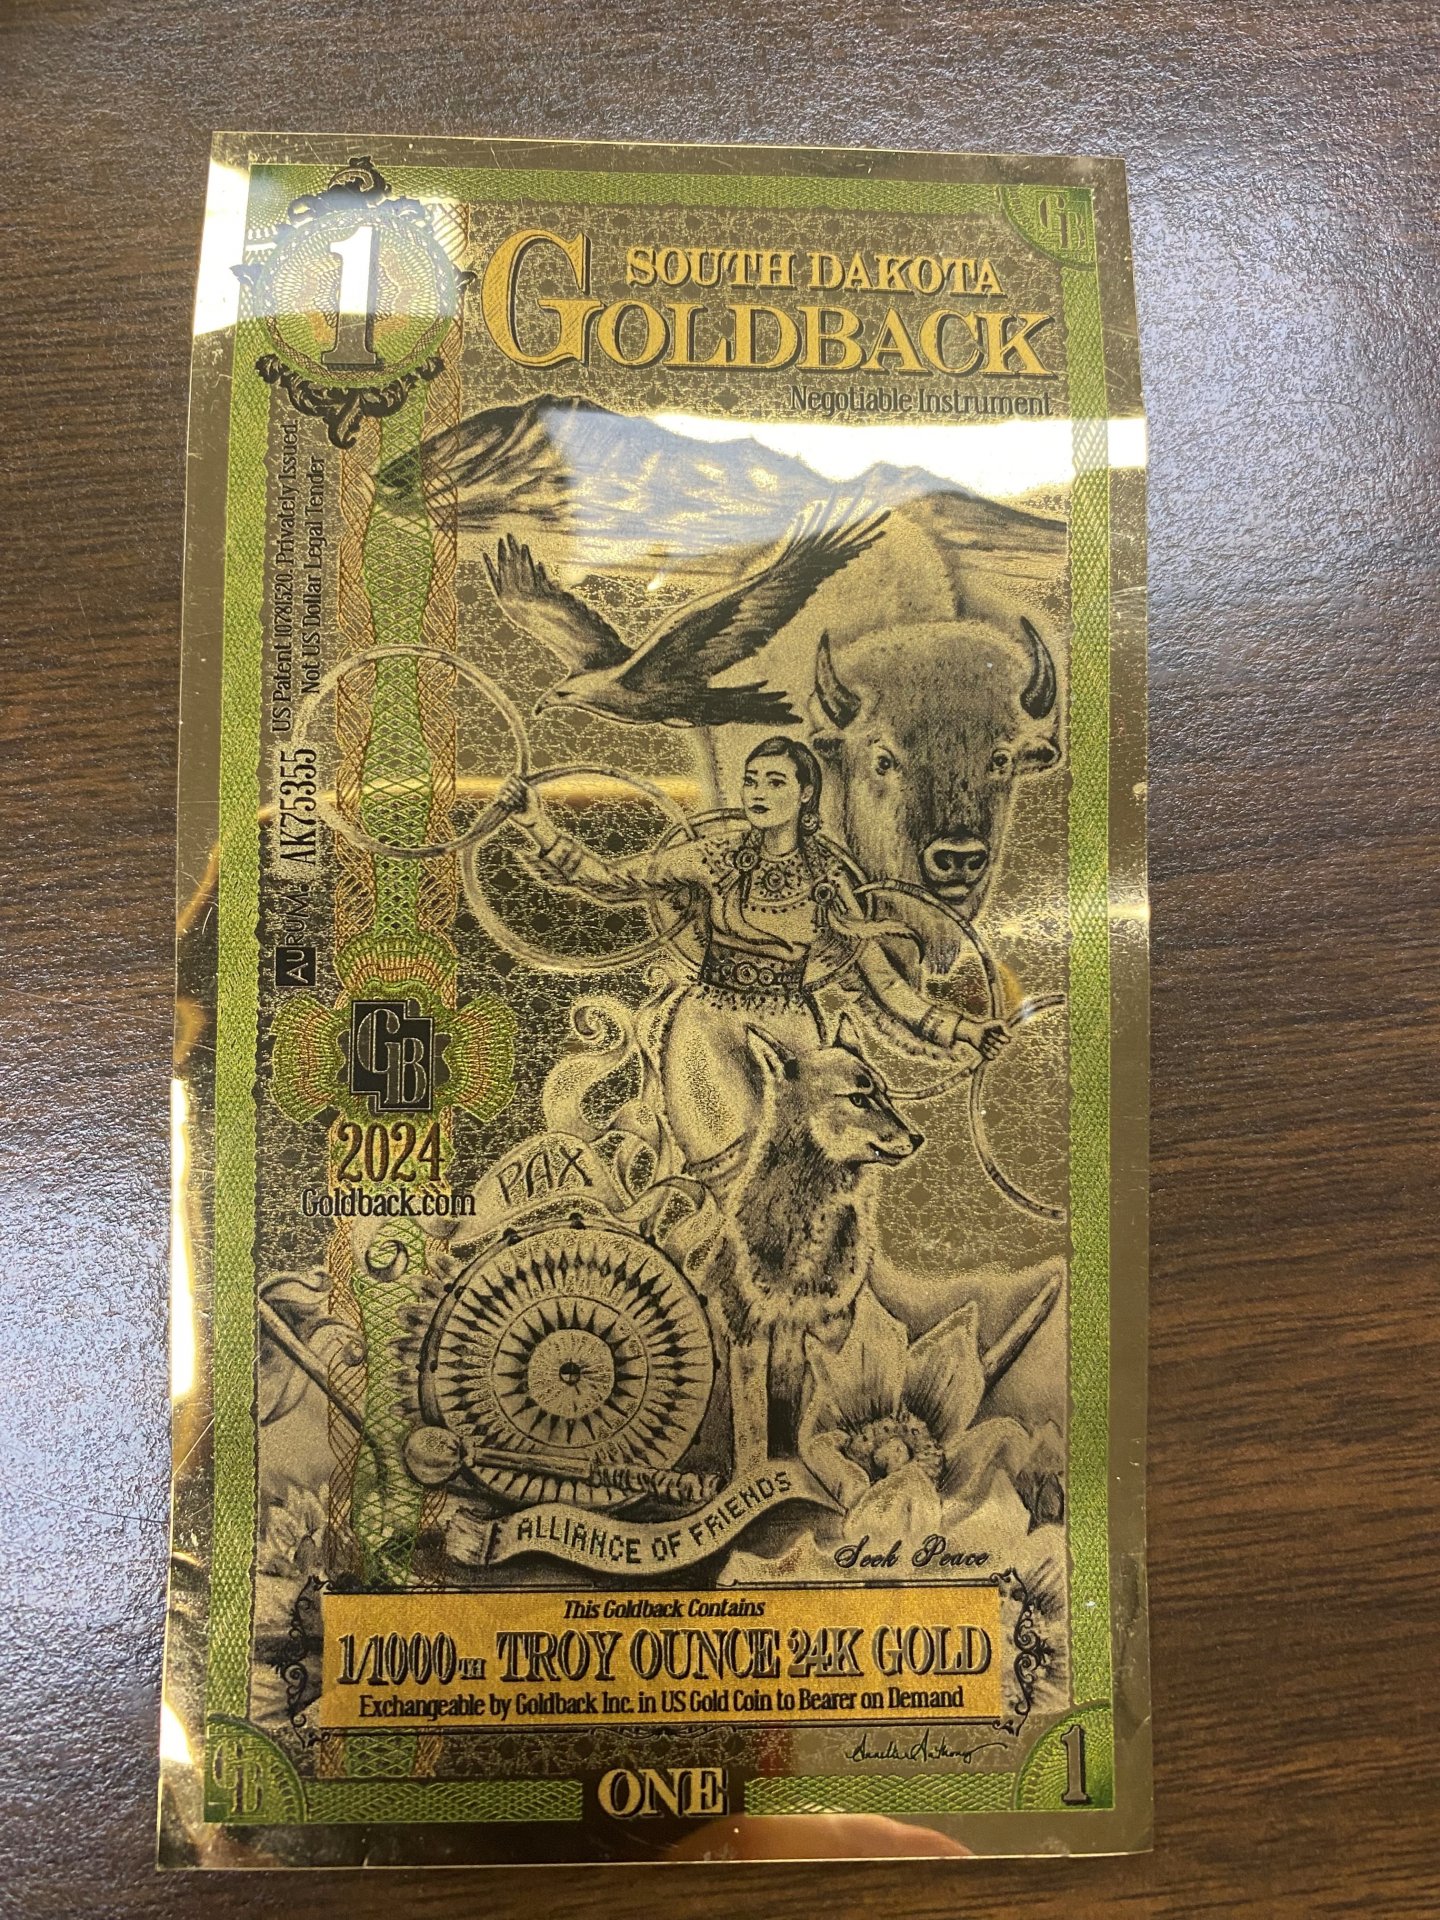 1
GB
SOUTH DAKOTA
GOLDBACK
Negotiable Instrument
US Patent 10781520. Privately Issued.
Not US Dollar Legal Tender
AURUM. AK75355
GB
2024
Goldback.com
PAX
ALLIANCE OF FRIENDS
Seek Peace
This Goldback Contains
1/1000TH TROY OUNCE 24K GOLD
Exchangeable by Goldback Inc. in US Gold Coin to Bearer on Demand
GB
ONE
1